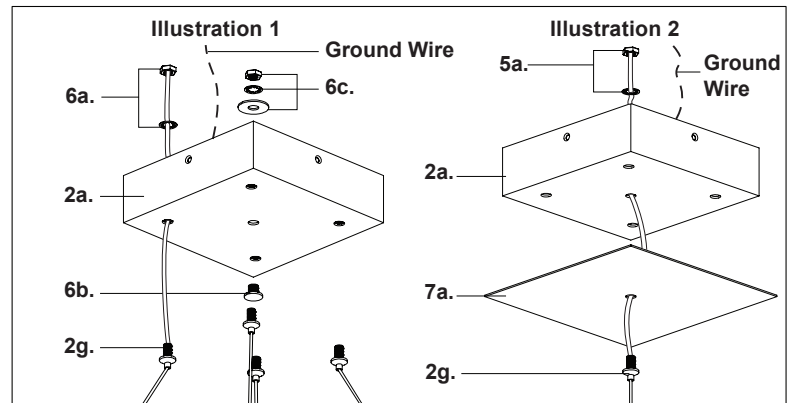 Illustration 1
Ground Wire
6a.
6c.
2a.
6b.
2g.
Illustration 2
5a.
Ground
Wire
2a.
7a.
2g.